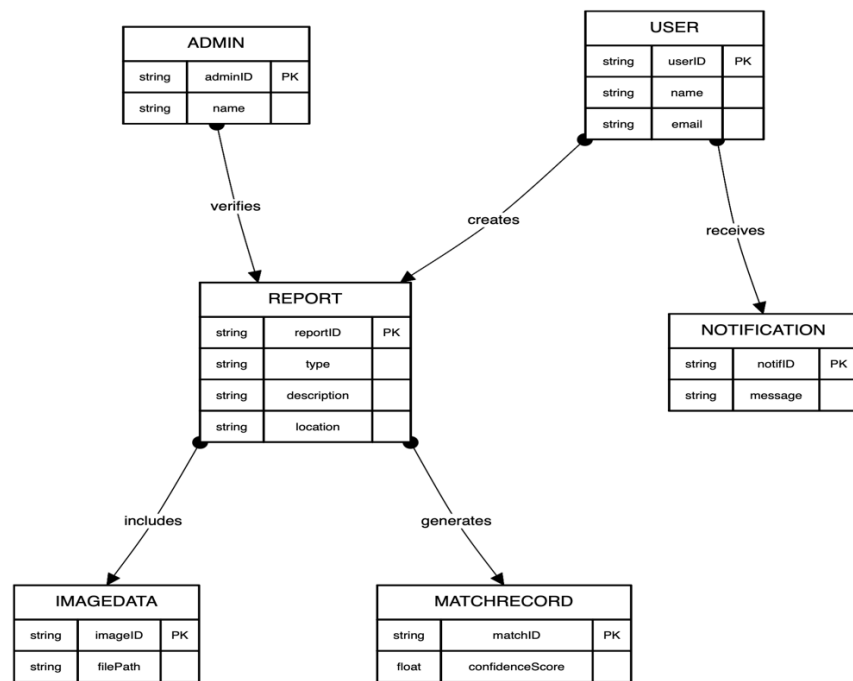 ADMIN
string adminID PK
string name
USER
string userID PK
string name
string email
verifies
creates
receives
REPORT
string reportID PK
string type
string description
string location
NOTIFICATION
string notifID PK
string message
includes
generates
IMAGEDATA
string imageID PK
string filePath
MATCHRECORD
string matchID PK
float confidenceScore